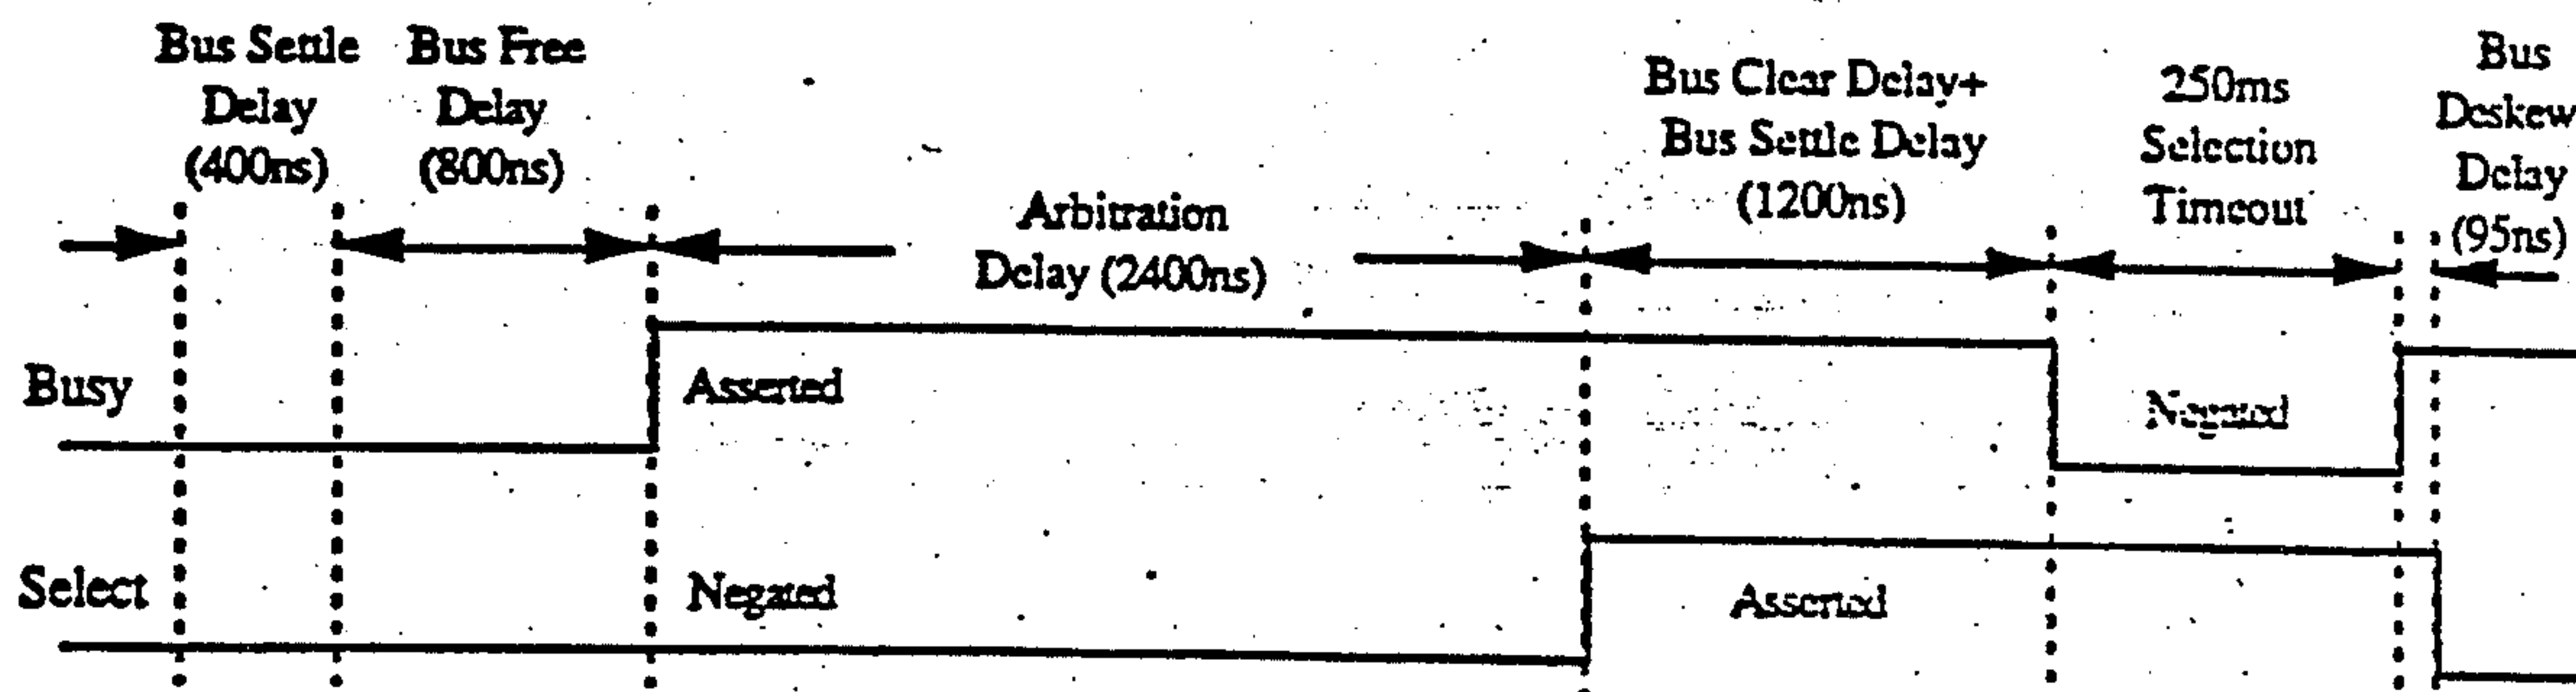 Bus Settle
Delay
(400ns)
Bus Free
Delay
(800ns)
Arbitration
Delay (2400ns)
Bus Clear Delay+
Bus Settle Delay
(1200ns)
250ms
Selection
Timeout
Bus
Deskew
Delay
(95ns)
Busy
Asserted
Negated
Select
Negated
Asserted